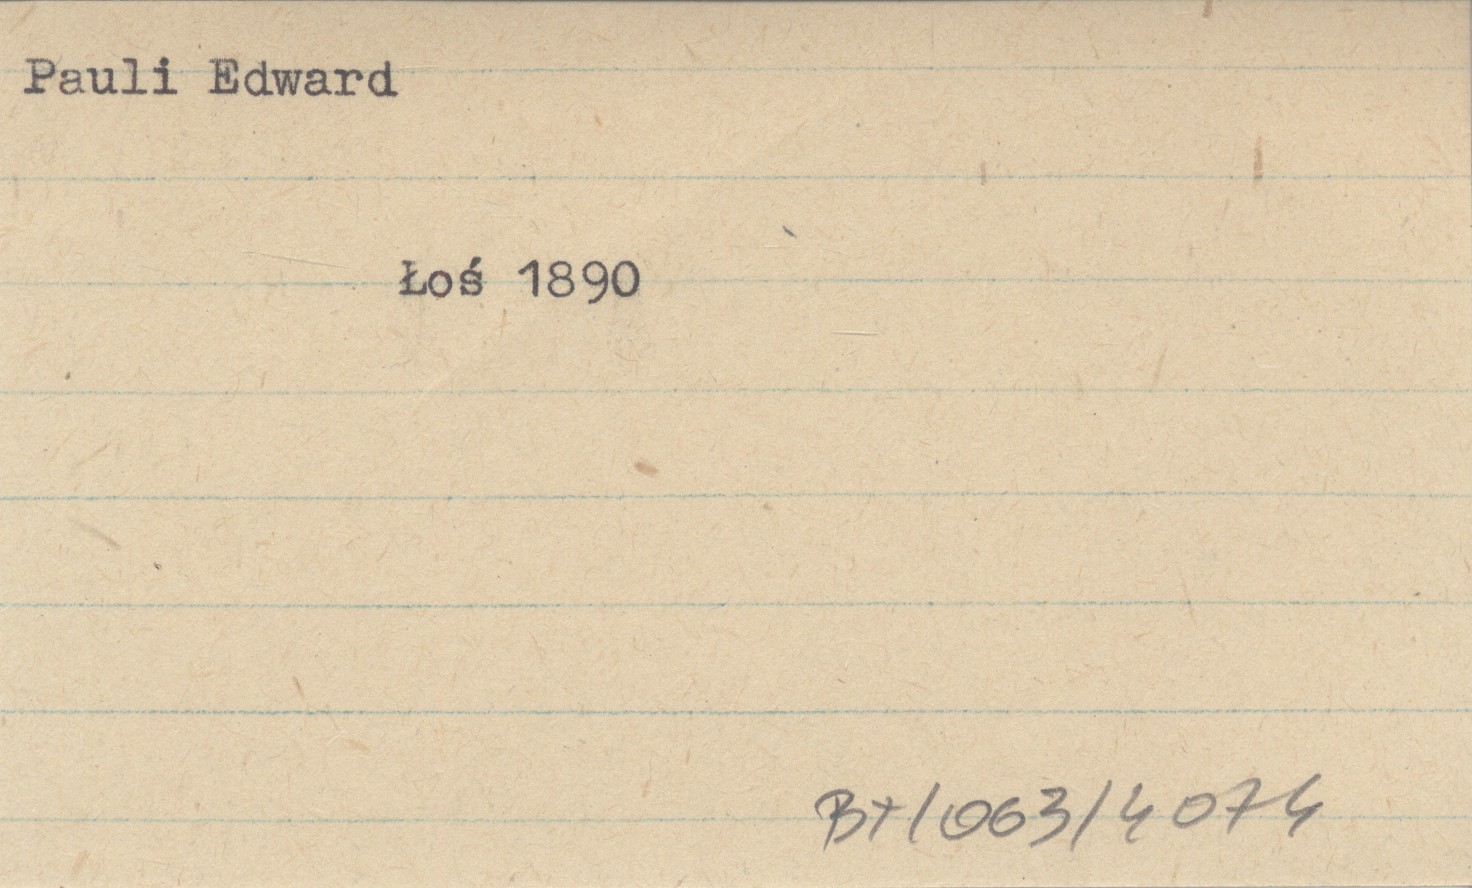 Pauli Edward
Łoś 1890
Bt/063/4074